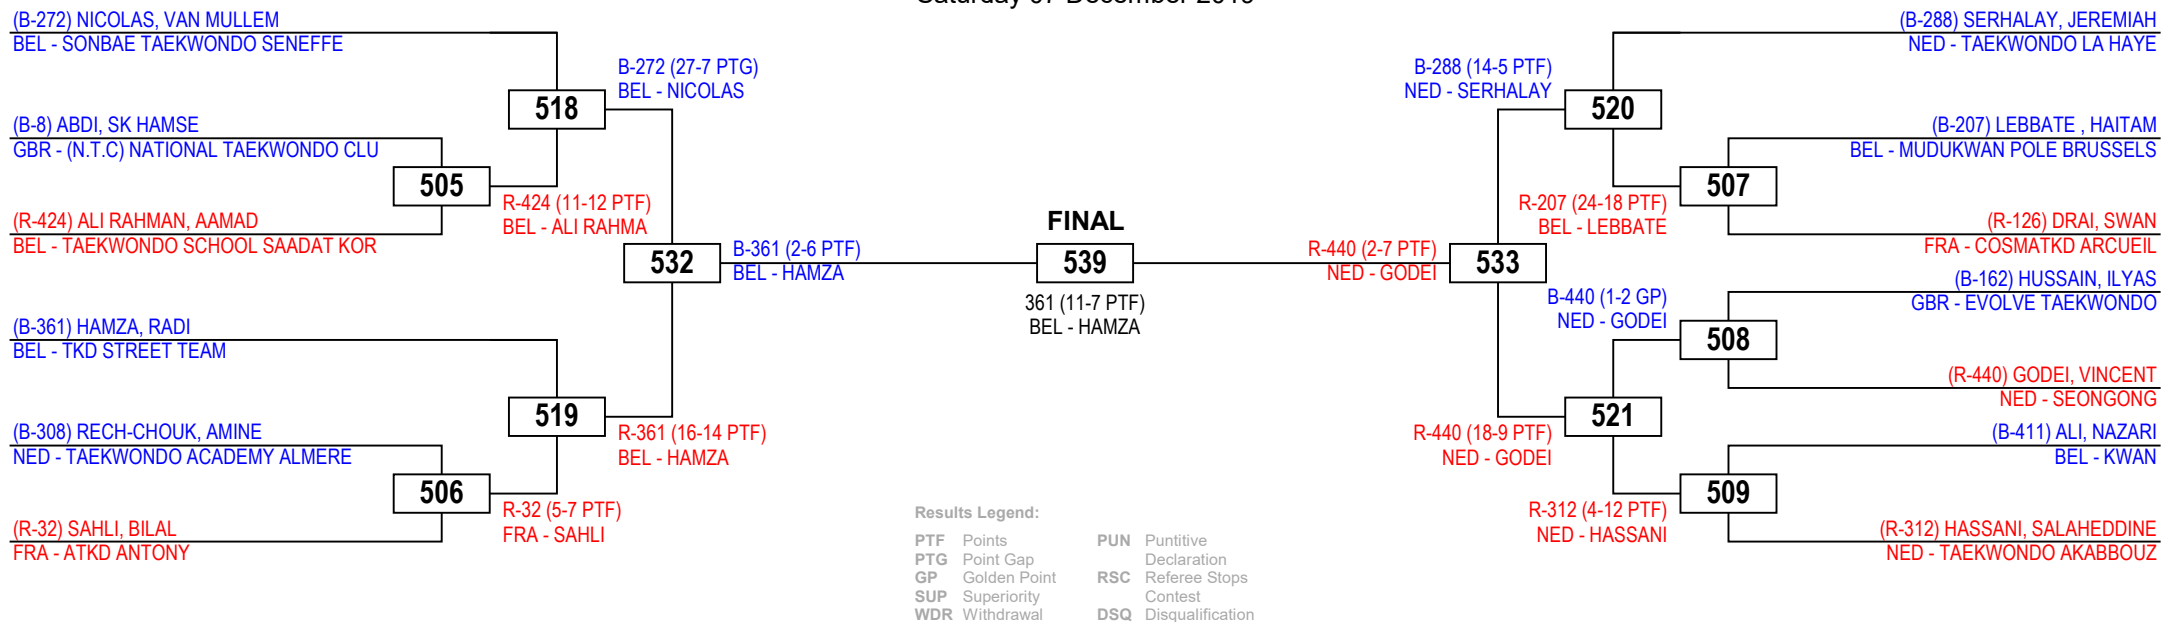 (B-272) NICOLAS, VAN MULLEM
BEL - SONBAE TAEKWONDO SENEFFE
B-272 (27-7 PTG)
BEL - NICOLAS
518
(B-8) ABDI, SK HAMSE
GBR - (N.T.C) NATIONAL TAEKWONDO CLU
505
R-424 (11-12 PTF)
BEL - ALI RAHMA
(R-424) ALI RAHMAN, AAMAD
BEL - TAEKWONDO SCHOOL SAADAT KOR
532
B-361 (2-6 PTF)
BEL - HAMZA
(B-361) HAMZA, RADI
BEL - TKD STREET TEAM
519
R-361 (16-14 PTF)
BEL - HAMZA
(B-308) RECH-CHOUK, AMINE
NED - TAEKWONDO ACADEMY ALMERE
506
R-32 (5-7 PTF)
FRA - SAHLI
(R-32) SAHLI, BILAL
FRA - ATKD ANTONY
FINAL
539
361 (11-7 PTF)
BEL - HAMZA
(B-288) SERHALAY, JEREMIAH
NED - TAEKWONDO LA HAYE
B-288 (14-5 PTF)
NED - SERHALAY
520
(B-207) LEBBATE , HAITAM
BEL - MUDUKWAN POLE BRUSSELS
507
R-207 (24-18 PTF)
BEL - LEBBATE
(R-126) DRAI, SWAN
FRA - COSMATKD ARCUEIL
R-440 (2-7 PTF)
NED - GODEI
533
(B-162) HUSSAIN, ILYAS
GBR - EVOLVE TAEKWONDO
B-440 (1-2 GP)
NED - GODEI
508
(R-440) GODEI, VINCENT
NED - SEONGONG
521
R-440 (18-9 PTF)
NED - GODEI
(B-411) ALI, NAZARI
BEL - KWAN
509
R-312 (4-12 PTF)
NED - HASSANI
(R-312) HASSANI, SALAHEDDINE
NED - TAEKWONDO AKABBOUZ
Results Legend:
PTF Points
PTG Point Gap
GP Golden Point
SUP Superiority
WDR Withdrawal
PUN Puntitive
Declaration
RSC Referee Stops
Contest
DSQ Disqualification